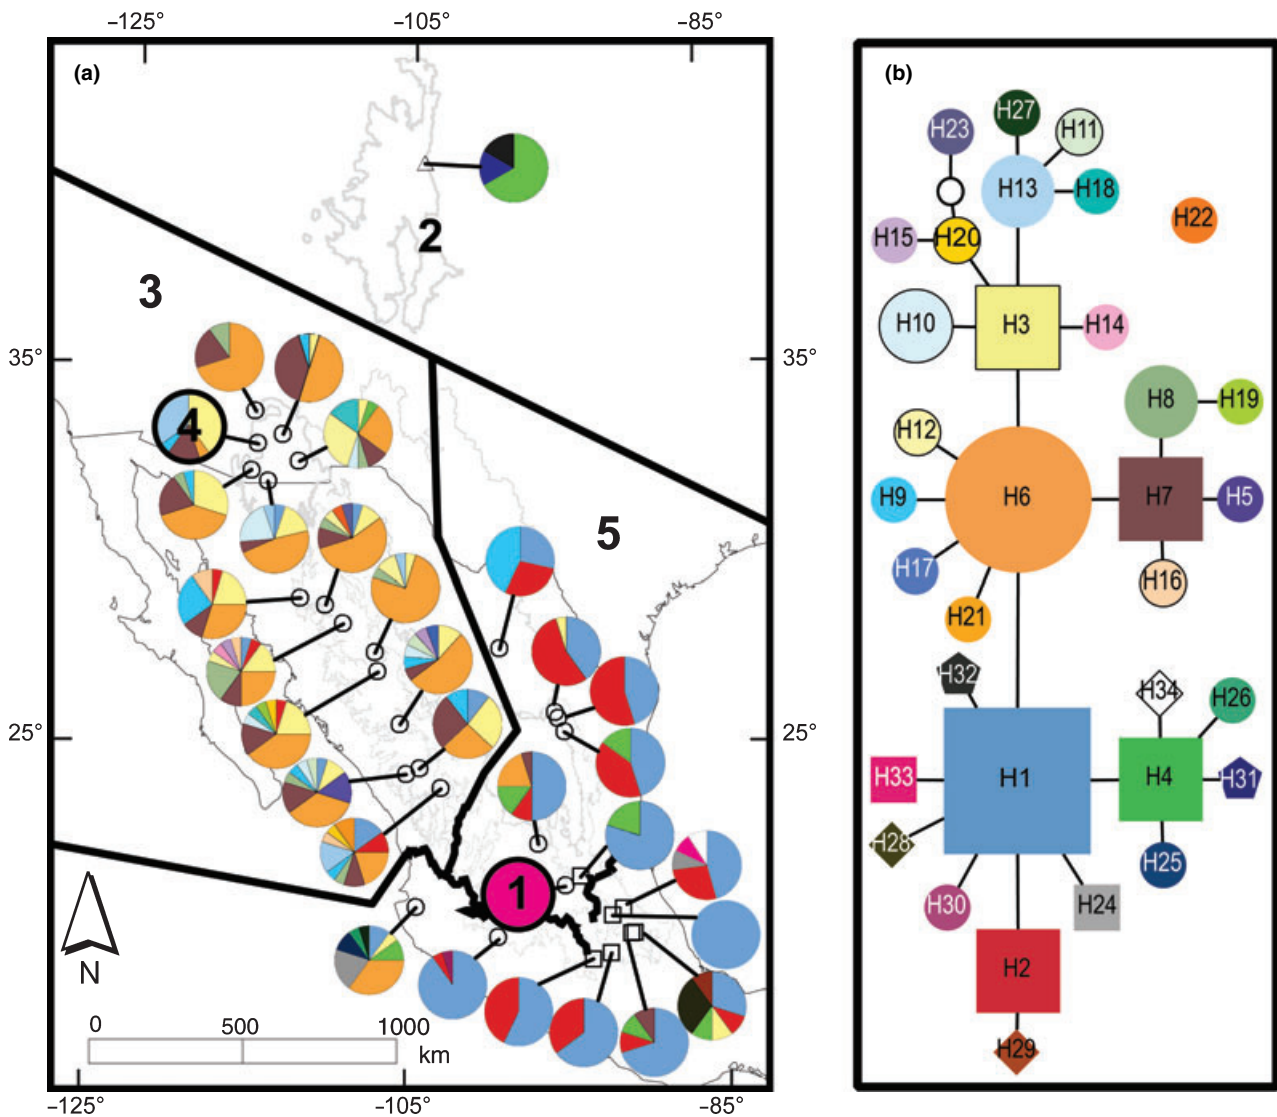 −125° −105° −85°
(a) (b)
H27
H23 H11
H13 H18
H22
H15 H20
2
3
H10 H3 H14
35° 35°
H8 H19
4 H12
H9 H6 H7 H5
5
H17 H16
H21
H32 H34 H26
25° 25°
H33 H1 H4 H31
H28 H25
1
H30 H24
N
H2
0 500 1000
km
H29
−125° −105° −85°